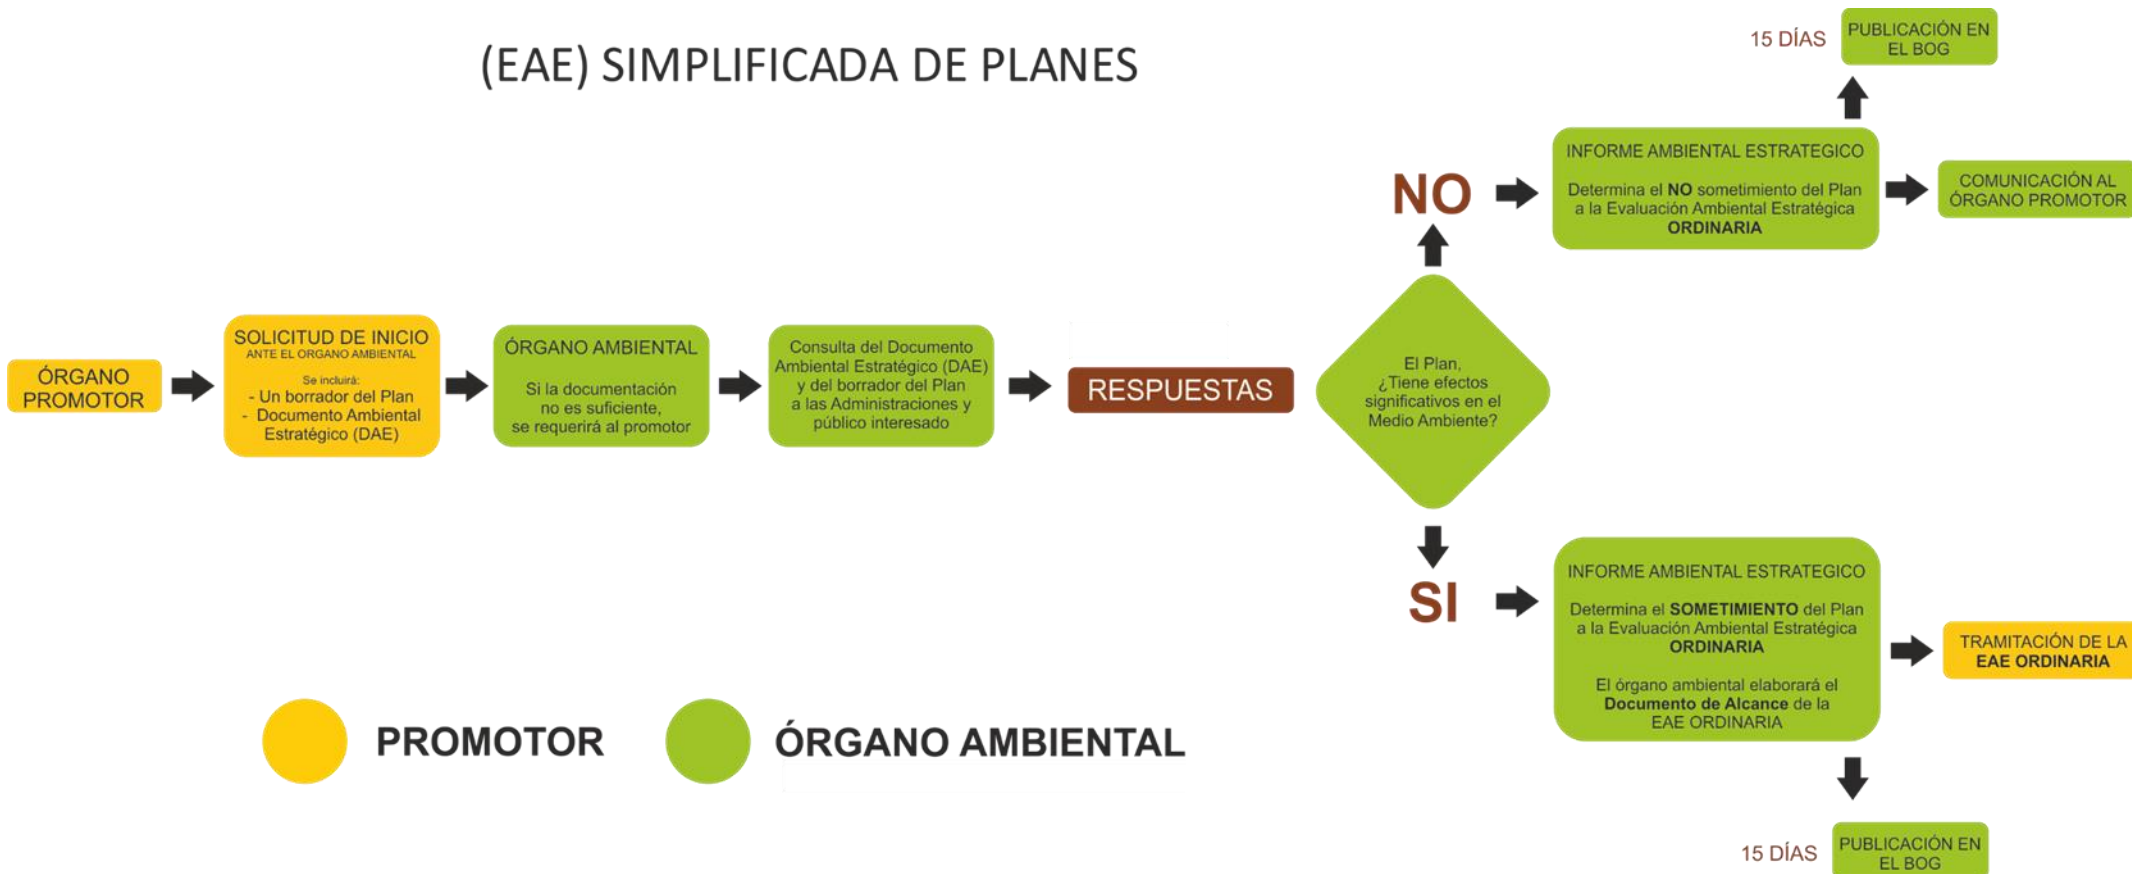 (EAE) SIMPLIFICADA DE PLANES
ÓRGANO
PROMOTOR
SOLICITUD DE INICIO
ANTE EL ORGANO AMBIENTAL
Se incluirá:
- Un borrador del Plan
- Documento Ambiental
Estratégico (DAE)
ÓRGANO AMBIENTAL
Si la documentación
no es suficiente,
se requerirá al promotor
Consulta del Documento
Ambiental Estratégico (DAE)
y del borrador del Plan
a las Administraciones y
público interesado
RESPUESTAS
El Plan,
¿Tiene efectos
significativos en el
Medio Ambiente?
NO
INFORME AMBIENTAL ESTRATEGICO
Determina el NO sometimiento del Plan
a la Evaluación Ambiental Estratégica
ORDINARIA
15 DÍAS
PUBLICACIÓN EN
EL BOG
COMUNICACIÓN AL
ÓRGANO PROMOTOR
SI
INFORME AMBIENTAL ESTRATEGICO
Determina el SOMETIMIENTO del Plan
a la Evaluación Ambiental Estratégica
ORDINARIA
El órgano ambiental elaborará el
Documento de Alcance de la
EAE ORDINARIA
TRAMITACIÓN DE LA
EAE ORDINARIA
15 DÍAS
PUBLICACIÓN EN
EL BOG
PROMOTOR
ÓRGANO AMBIENTAL